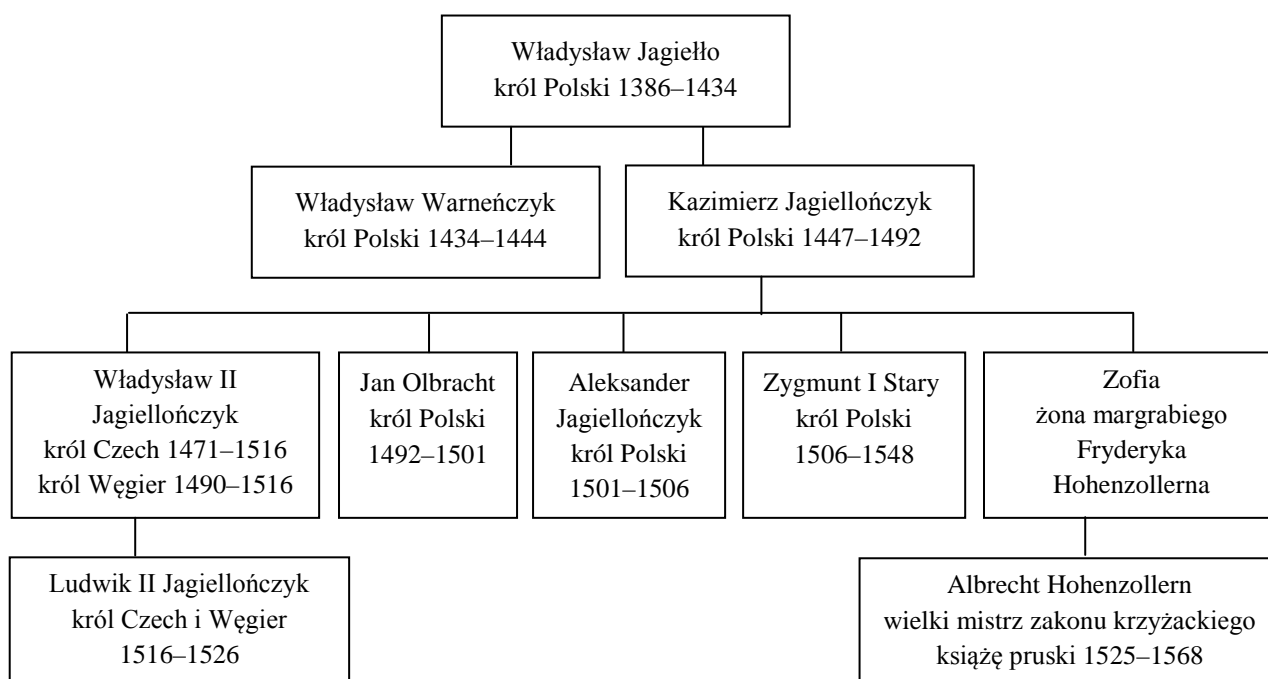 Władysław Jagiełło
król Polski 1386–1434
Władysław Warneńczyk
król Polski 1434–1444
Kazimierz Jagiellończyk
król Polski 1447–1492
Władysław II
Jagiellończyk
król Czech 1471–1516
król Węgier 1490–1516
Jan Olbracht
król Polski
1492–1501
Aleksander
Jagiellończyk
król Polski
1501–1506
Zygmunt I Stary
król Polski
1506–1548
Zofia
żona margrabiego
Fryderyka
Hohenzollerna
Ludwik II Jagiellończyk
król Czech i Węgier
1516–1526
Albrecht Hohenzollern
wielki mistrz zakonu krzyżackiego
książę pruski 1525–1568